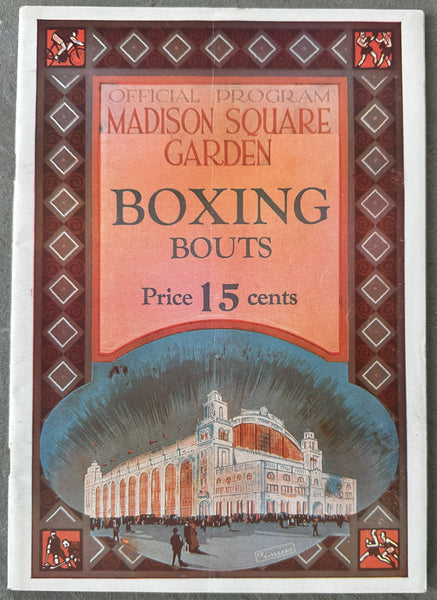 OFFICIAL PROGRAM
MADISON SQUARE
GARDEN
BOXING
BOUTS
Price 15 cents